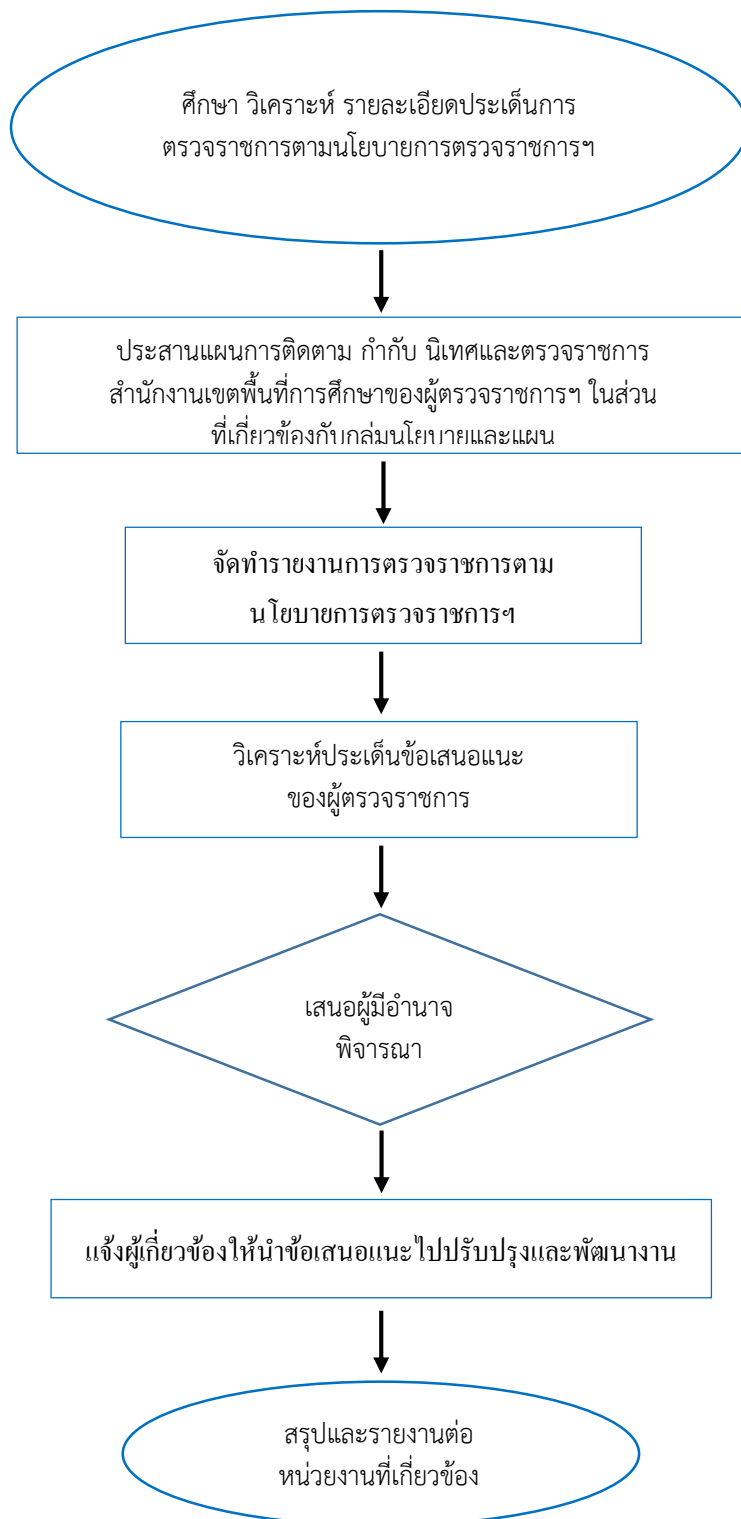 ศึกษา วิเคราะห์ รายละเอียดประเด็นการ
ตรวจราชการตามนโยบายการตรวจราชการฯ
ประสานแผนการติดตาม กำกับ นิเทศและตรวจราชการ
สำนักงานเขตพื้นที่การศึกษาของผู้ตรวจราชการฯ ในส่วน
ที่เกี่ยวข้องกับกลุ่มนโยบายและแผน
จัดทำรายงานการตรวจราชการตาม
นโยบายการตรวจราชการฯ
วิเคราะห์ประเด็นข้อเสนอแนะ
ของผู้ตรวจราชการ
เสนอผู้มีอำนาจ
พิจารณา
แจ้งผู้เกี่ยวข้องให้นำข้อเสนอแนะไปปรับปรุงและพัฒนางาน
สรุปและรายงานต่อ
หน่วยงานที่เกี่ยวข้อง